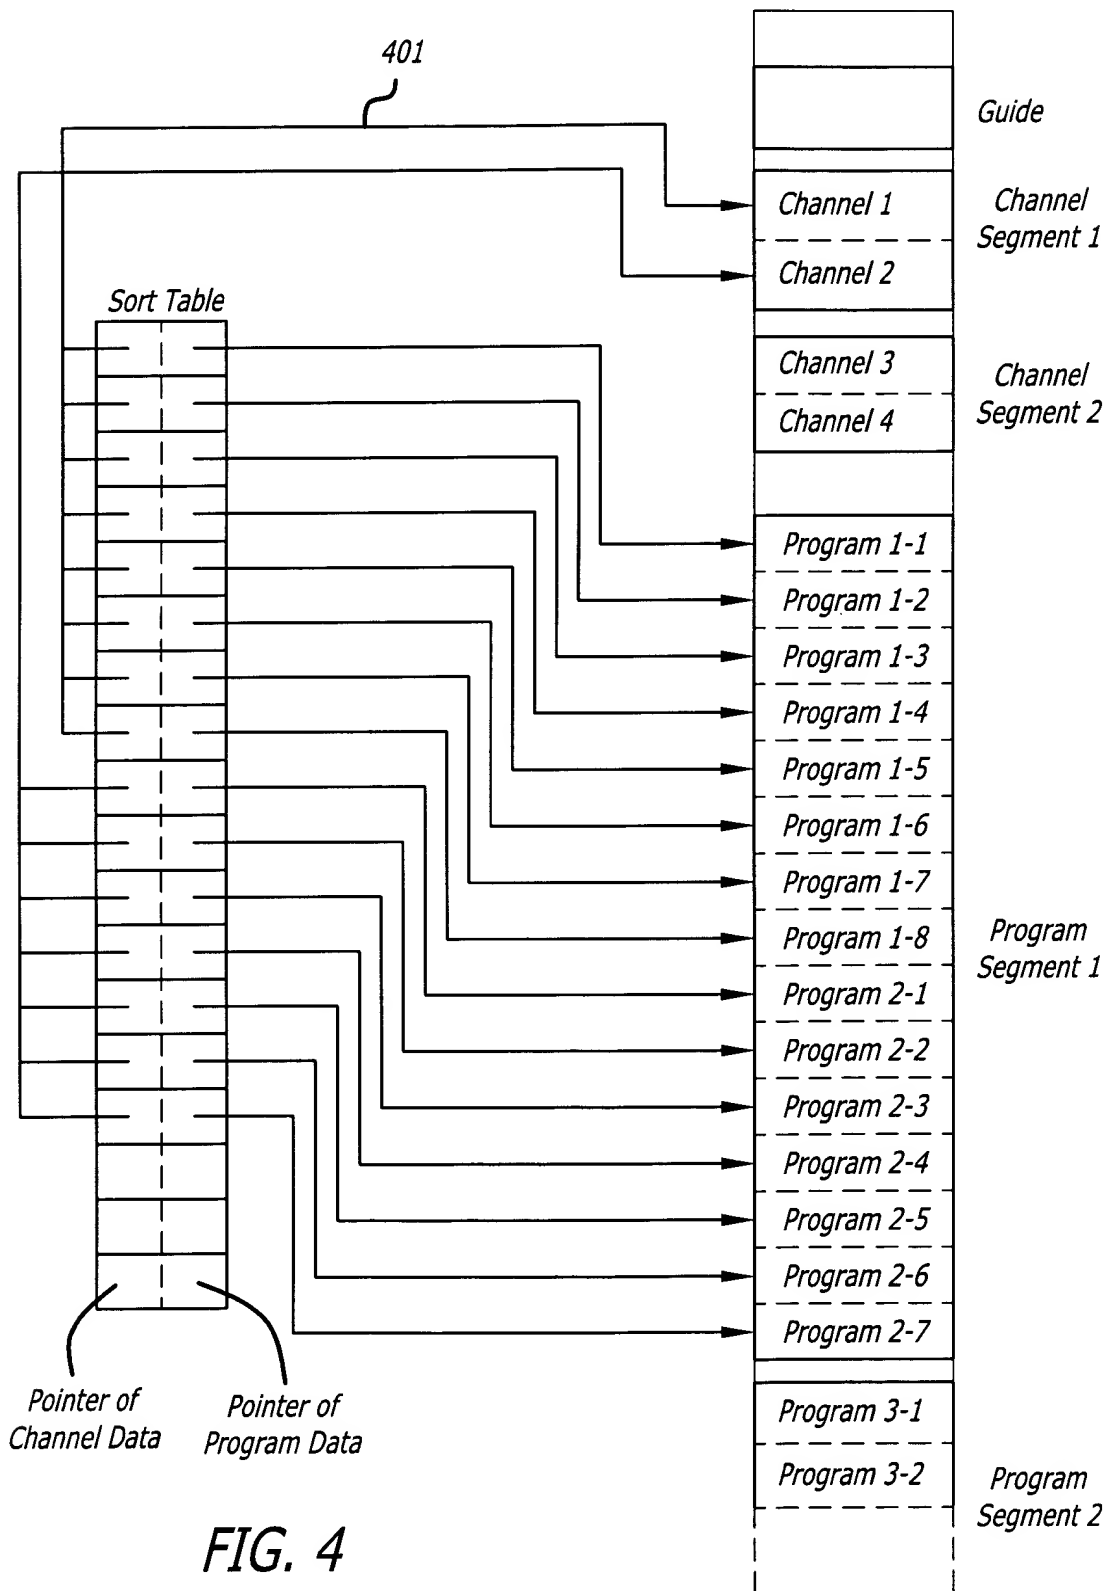 401
Guide
Channel 1
Channel
Segment 1
Channel 2
Sort Table
Channel 3
Channel
Segment 2
Channel 4
Program 1-1
Program 1-2
Program 1-3
Program 1-4
Program 1-5
Program 1-6
Program 1-7
Program 1-8
Program
Segment 1
Program 2-1
Program 2-2
Program 2-3
Program 2-4
Program 2-5
Program 2-6
Program 2-7
Pointer of
Channel Data
Pointer of
Program Data
Program 3-1
Program 3-2
Program
Segment 2
FIG. 4